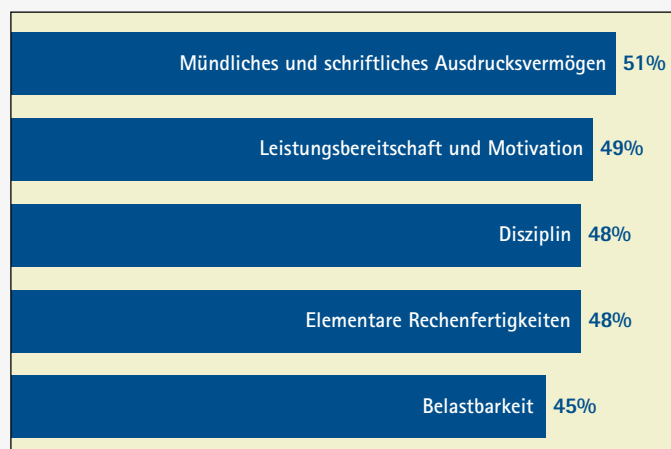 Mündliches und schriftliches Ausdrucksvermögen 51%
Leistungsbereitschaft und Motivation 49%
Disziplin 48%
Elementare Rechenfertigkeiten 48%
Belastbarkeit 45%